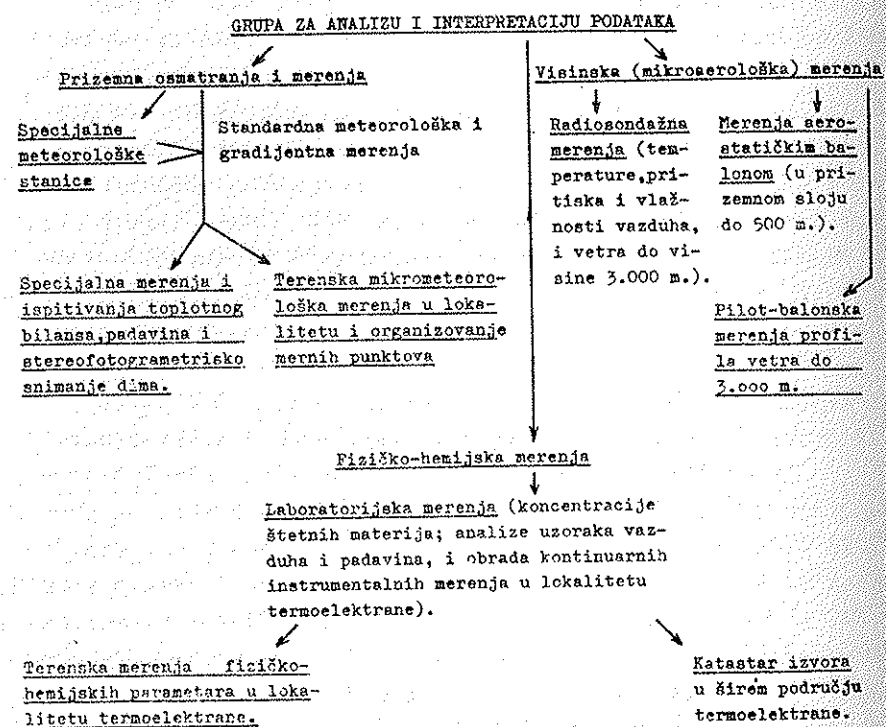 GRUPA ZA ANALIZU I INTERPRETACIJU PODATAKA
Prizemna osmatranja i merenja
Visinska (mikroaerološka) merenja
Specijalne
meteorološke
stanice
Standardna meteorološka i
gradijentna merenja
Radiosondažna
merenja (tem-
perature,pri-
tiska i vlaž-
nosti vazduha,
i vetra do vi-
sine 3.000 m.).
Merenja aero-
statičkim ba-
lonom (u pri-
zemnom sloju
do 500 m.).
Specijalna merenja i
ispitivanja toplotnog
bilansa,padavina i
stereofotogrametrisko
snimanje dima.
Terenska mikrometeoro-
loška merenja u loka-
litetu i organizovanje
mernih punktova
Pilot-balonska
merenja profi-
la vetra do
3.ooo m.
Fizičko-hemijska merenja
Laboratorijska merenja (koncentracije
štetnih materija; analize uzoraka vaz-
duha i padavina, i obrada kontinuarnih
instrumentalnih merenja u lokalitetu
termoelektrane).
Terenska merenja fizičko-
hemijskih parametara u loka-
litetu termoelektrane.
Katastar izvora
u širem području
termoelektrane.